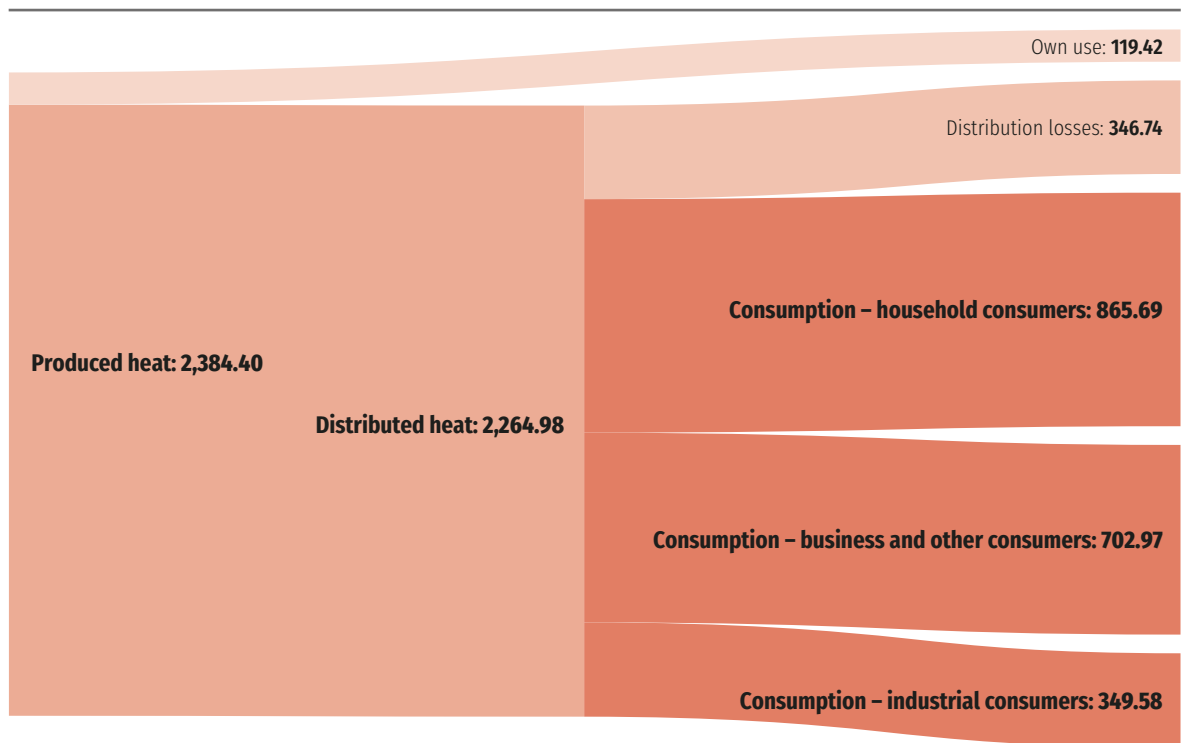 Own use: 119.42
Distribution losses: 346.74
Consumption – household consumers: 865.69
Produced heat: 2,384.40
Distributed heat: 2,264.98
Consumption – business and other consumers: 702.97
Consumption – industrial consumers: 349.58